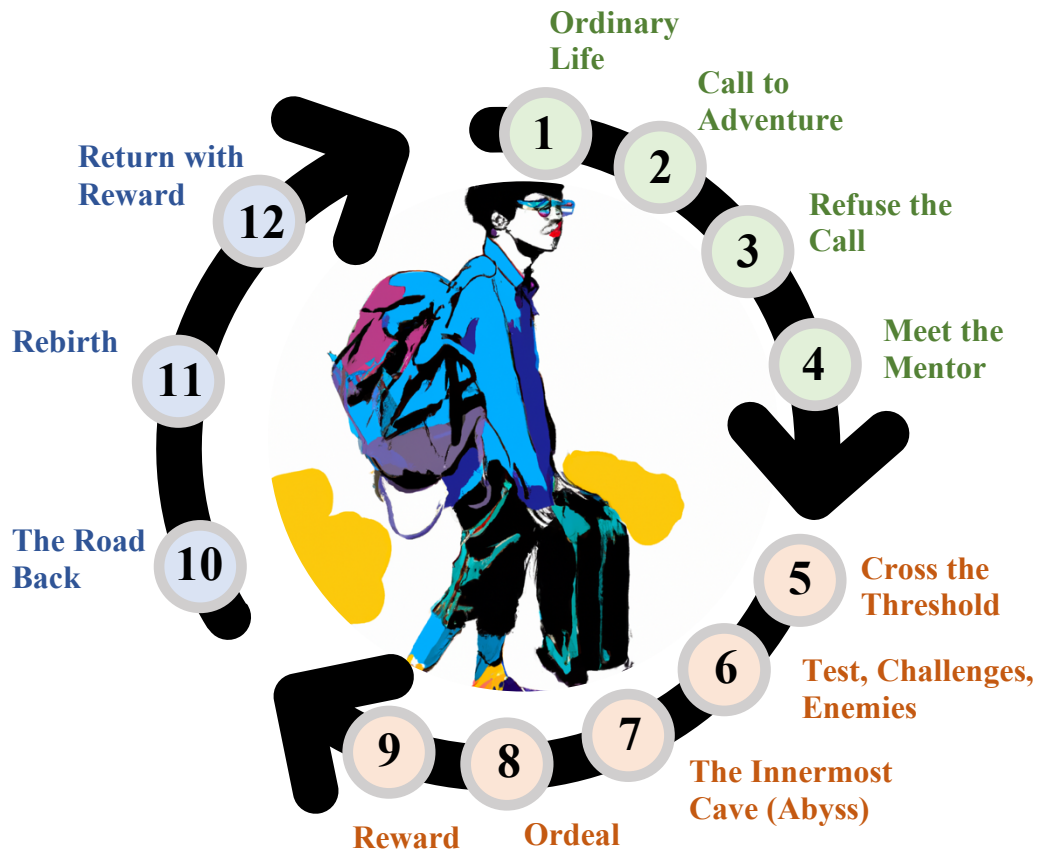 1
Ordinary
Life
2
Call to
Adventure
3
Refuse the
Call
4
Meet the
Mentor
5
Cross the
Threshold
6
Test, Challenges,
Enemies
7
The Innermost
Cave (Abyss)
8
Ordeal
9
Reward
10
The Road
Back
11
Rebirth
12
Return with
Reward